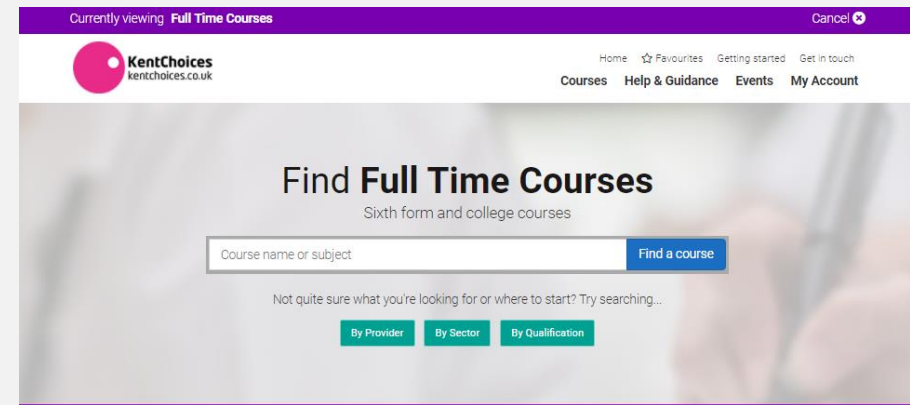 Currently viewing Full Time Courses Cancel
KentChoices
kentchoices.co.uk
Home Favourites Getting started Get in touch
Courses Help & Guidance Events My Account
Find Full Time Courses
Sixth form and college courses
Course name or subject Find a course
Not quite sure what you're looking for or where to start? Try searching...
By Provider By Sector By Qualification